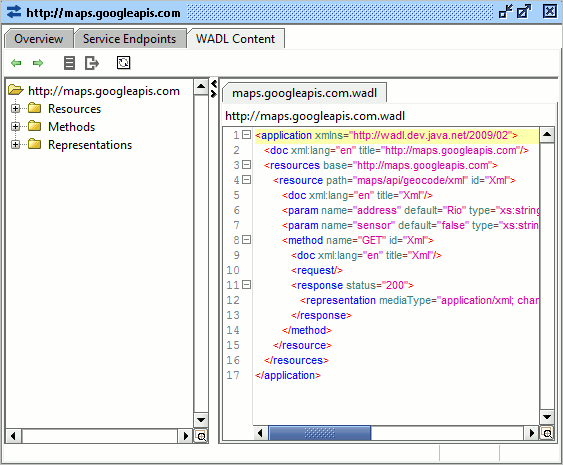 http://maps.googleapis.com
Overview Service Endpoints WADL Content
http://maps.googleapis.com
Resources
Methods
Representations
maps.googleapis.com.wadl
http://maps.googleapis.com.wadl
1 <application xmlns="http://wadl.dev.java.net/2009/02">
2 <doc xml:lang="en" title="http://maps.googleapis.com"/>
3 <resources base="http://maps.googleapis.com">
4 <resource path="maps/api/geocode/xml" id="Xml">
5 <doc xml:lang="en" title="Xml"/>
6 <param name="address" default="Rio" type="xs:string
7 <param name="sensor" default="false" type="xs:string
8 <method name="GET" id="Xml">
9 <doc xml:lang="en" title="Xml"/>
10 <request/>
11 <response status="200">
12 <representation mediaType="application/xml; char
13 </response>
14 </method>
15 </resource>
16 </resources>
17 </application>